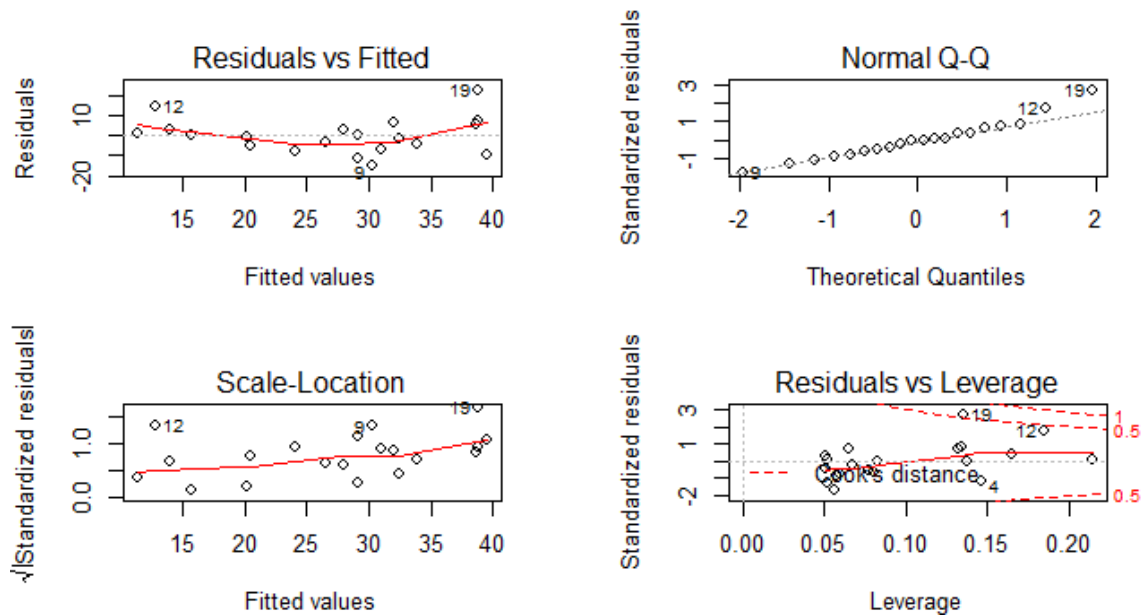 Residuals vs Fitted
Residuals
10
-20
12
19
9
15 20 25 30 35 40
Fitted values
Normal Q-Q
Standardized residuals
3
1
-1
9
12
19
-2 -1 0 1 2
Theoretical Quantiles
Scale-Location
√|Standardized residuals|
1.0
0.0
12
9
19
15 20 25 30 35 40
Fitted values
Residuals vs Leverage
Standardized residuals
3
1
-2
19
12
4
Cook's distance
1
0.5
0.5
0.00 0.05 0.10 0.15 0.20
Leverage